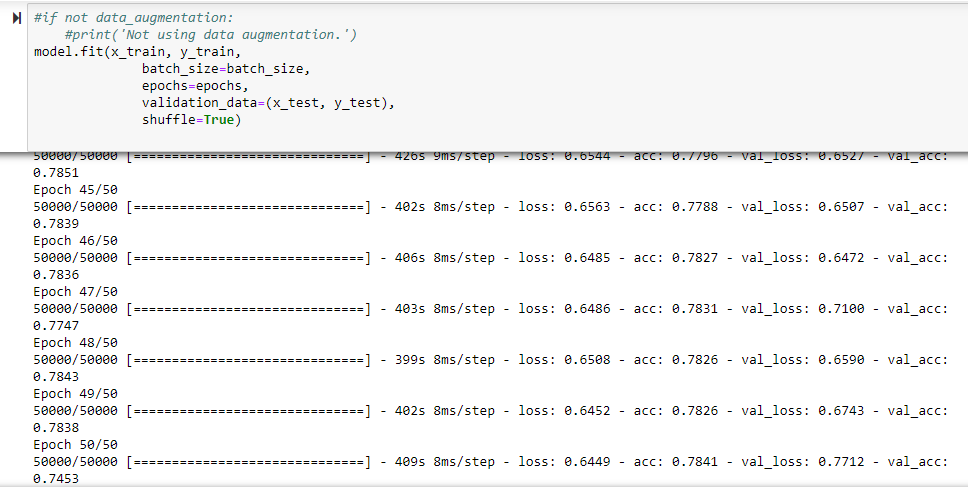 #if not data_augmentation:
    #print('Not using data augmentation.')
model.fit(x_train, y_train,
              batch_size=batch_size,
              epochs=epochs,
              validation_data=(x_test, y_test),
              shuffle=True)
50000/50000 [==============================] - 426s 9ms/step - loss: 0.6544 - acc: 0.7796 - val_loss: 0.6527 - val_acc:
0.7851
Epoch 45/50
50000/50000 [==============================] - 402s 8ms/step - loss: 0.6563 - acc: 0.7788 - val_loss: 0.6507 - val_acc:
0.7839
Epoch 46/50
50000/50000 [==============================] - 406s 8ms/step - loss: 0.6485 - acc: 0.7827 - val_loss: 0.6472 - val_acc:
0.7836
Epoch 47/50
50000/50000 [==============================] - 403s 8ms/step - loss: 0.6486 - acc: 0.7831 - val_loss: 0.7100 - val_acc:
0.7747
Epoch 48/50
50000/50000 [==============================] - 399s 8ms/step - loss: 0.6508 - acc: 0.7826 - val_loss: 0.6590 - val_acc:
0.7843
Epoch 49/50
50000/50000 [==============================] - 402s 8ms/step - loss: 0.6452 - acc: 0.7826 - val_loss: 0.6743 - val_acc:
0.7838
Epoch 50/50
50000/50000 [==============================] - 409s 8ms/step - loss: 0.6449 - acc: 0.7841 - val_loss: 0.7712 - val_acc:
0.7453